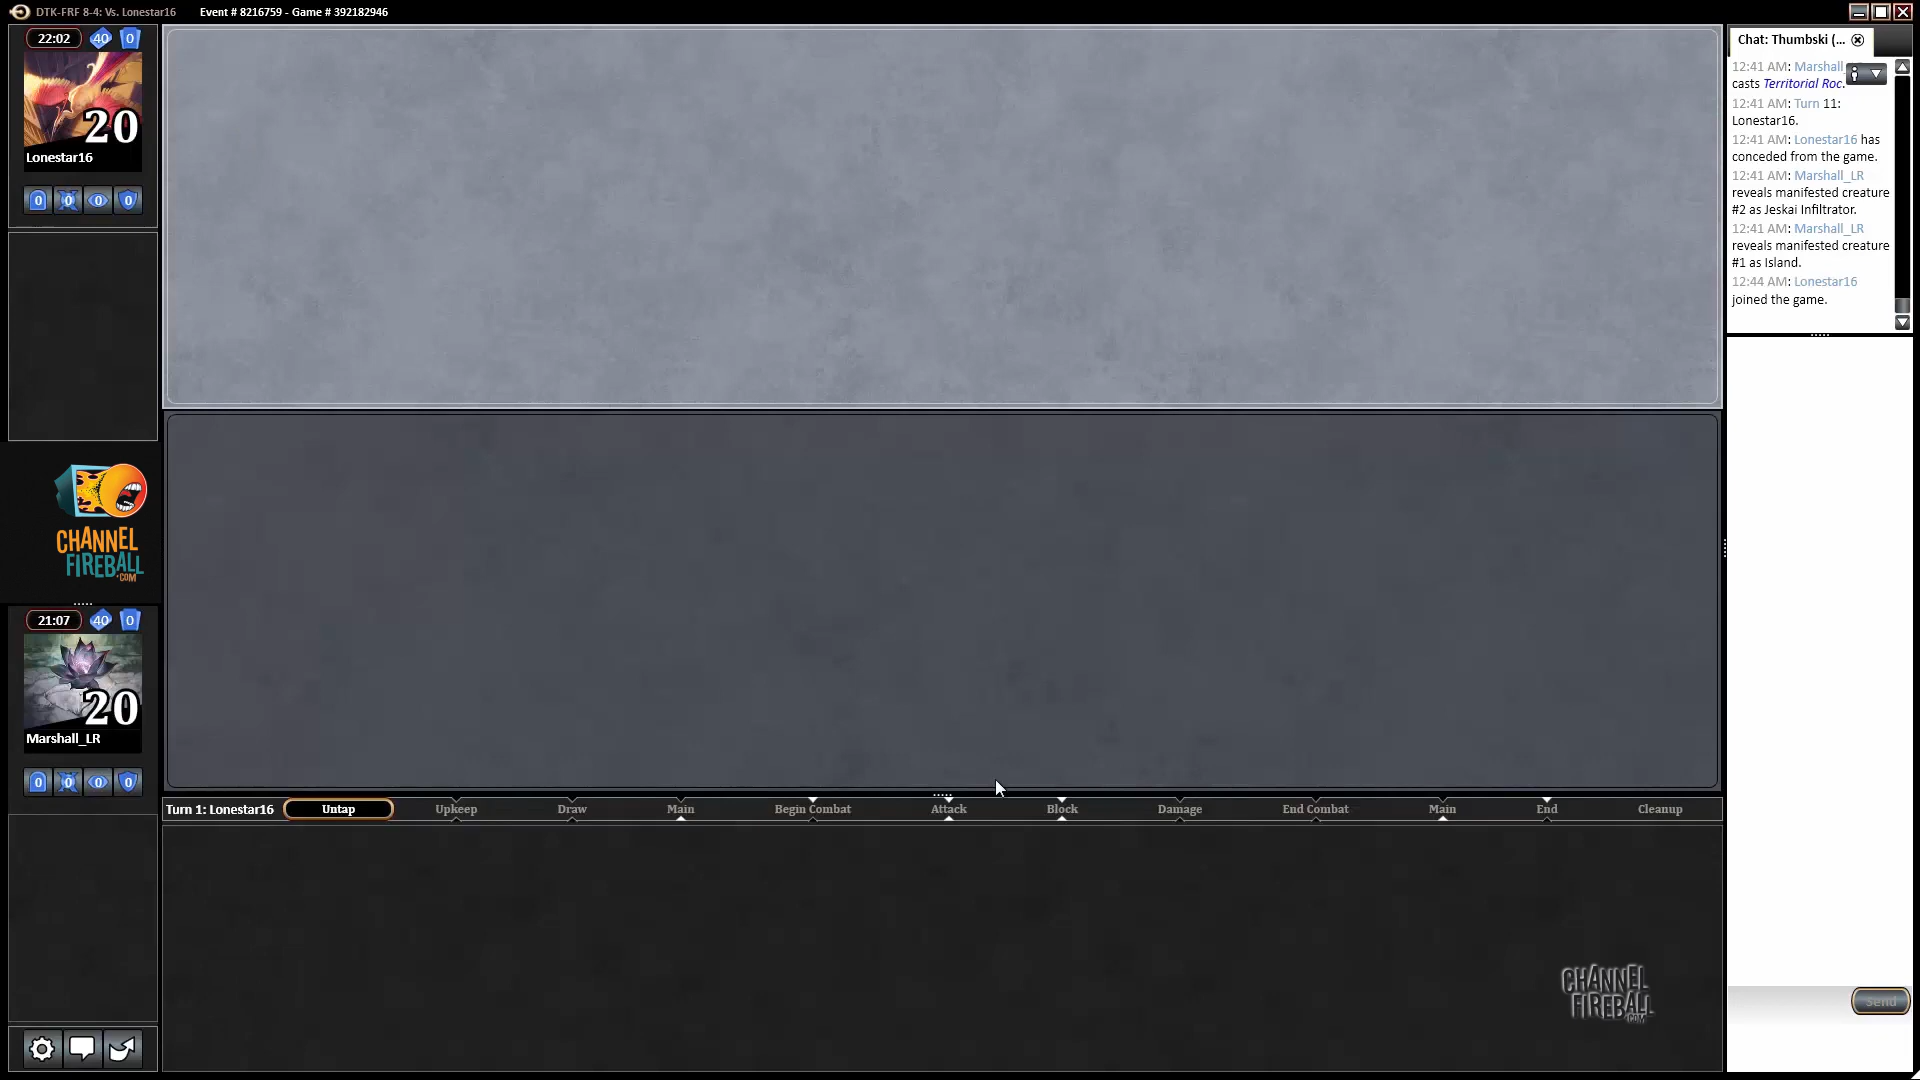 DTK-FRF 8-4: Vs. Lonestar16
Event # 8216759 - Game # 392182946
22:02
40
0
20
Lonestar16
0
0
0
0
CHANNEL
FIREBALL
.COM
21:07
40
0
20
Marshall_LR
0
0
0
0
Turn 1: Lonestar16
Untap
Upkeep
Draw
Main
Begin Combat
Attack
Block
Damage
End Combat
Main
End
Cleanup
CHANNEL
FIREBALL
.COM
Chat: Thumbski (...
12:41 AM: Marshall_
casts Territorial Roc.
12:41 AM: Turn 11:
Lonestar16.
12:41 AM: Lonestar16 has
conceded from the game.
12:41 AM: Marshall_LR
reveals manifested creature
#2 as Jeskai Infiltrator.
12:41 AM: Marshall_LR
reveals manifested creature
#1 as Island.
12:44 AM: Lonestar16
joined the game.
Send